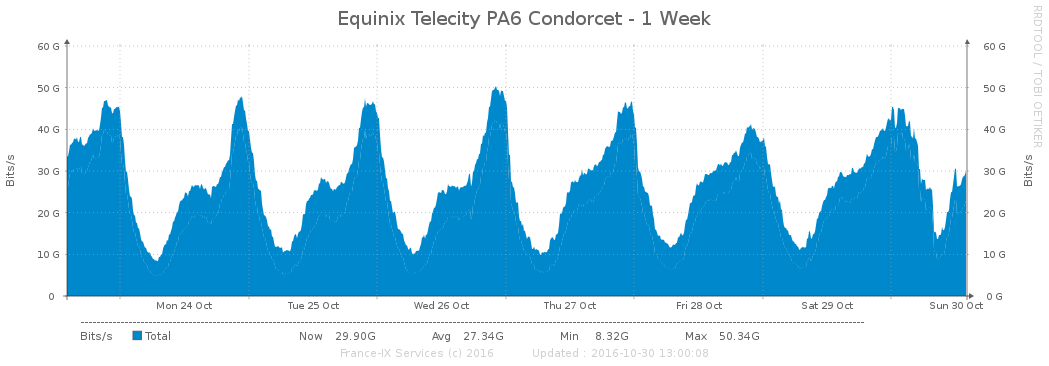 Equinix Telecity PA6 Condorcet - 1 Week
RRDTOOL / TOBI OETIKER
Bits/s
60 G
50 G
40 G
30 G
20 G
10 G
0
60 G
50 G
40 G
30 G
20 G
10 G
0 G
Bits/s
Mon 24 Oct Tue 25 Oct Wed 26 Oct Thu 27 Oct Fri 28 Oct Sat 29 Oct Sun 30 Oct
Bits/s Total Now 29.90G Avg 27.34G Min 8.32G Max 50.34G
France-IX Services (c) 2016 Updated : 2016-10-30 13:00:08